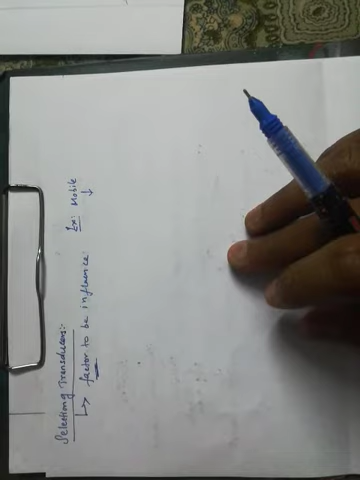 Selecting Transducers:-
↳ factor to be influence: Ex: Mobile
↓